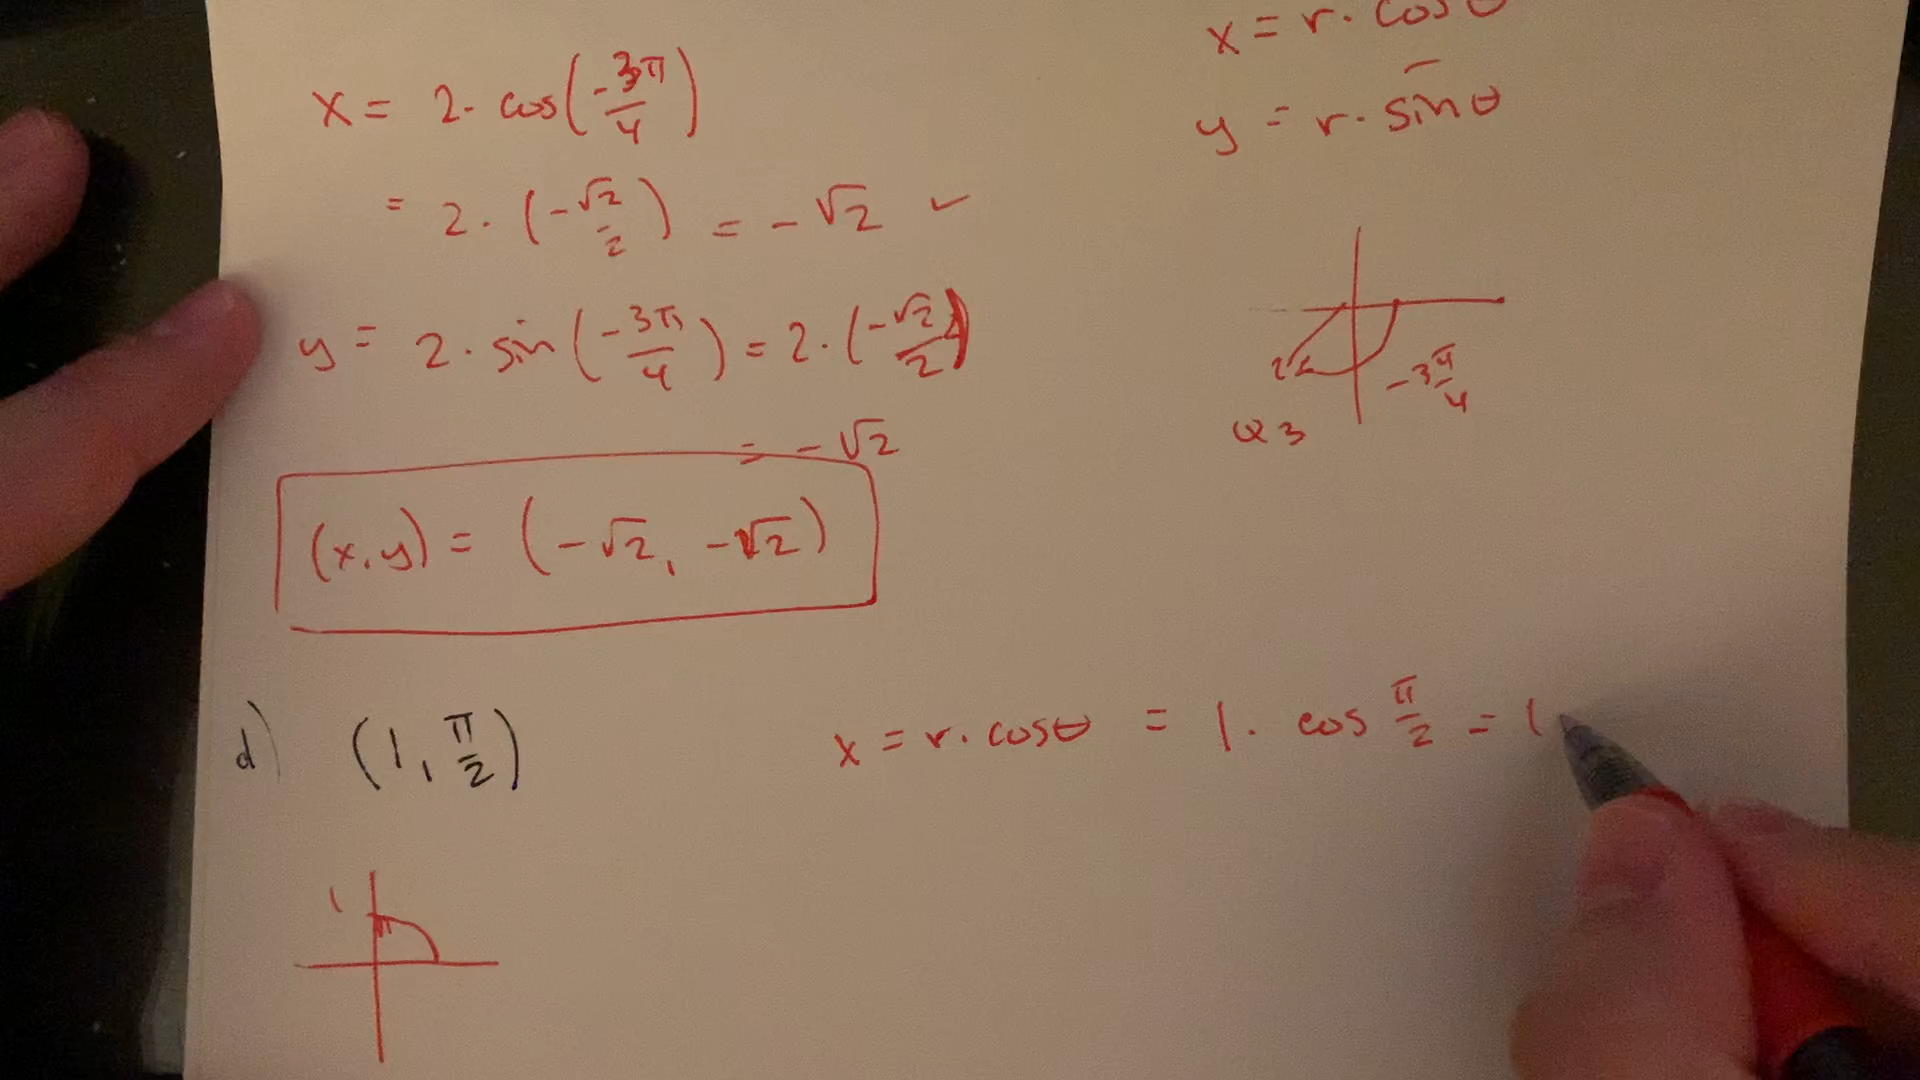 x = r. cosθ
y = r. sinθ
x = 2. cos(-3π/4)
= 2. (-√2/2) = -√2 ✓
y = 2. sin(-3π/4) = 2. (-√2/2)
= -√2
-3π/4
Q3
(x,y) = (-√2, -√2)
d) (1, π/2)
x = r. cosθ = 1. cos π/2 = 1
1